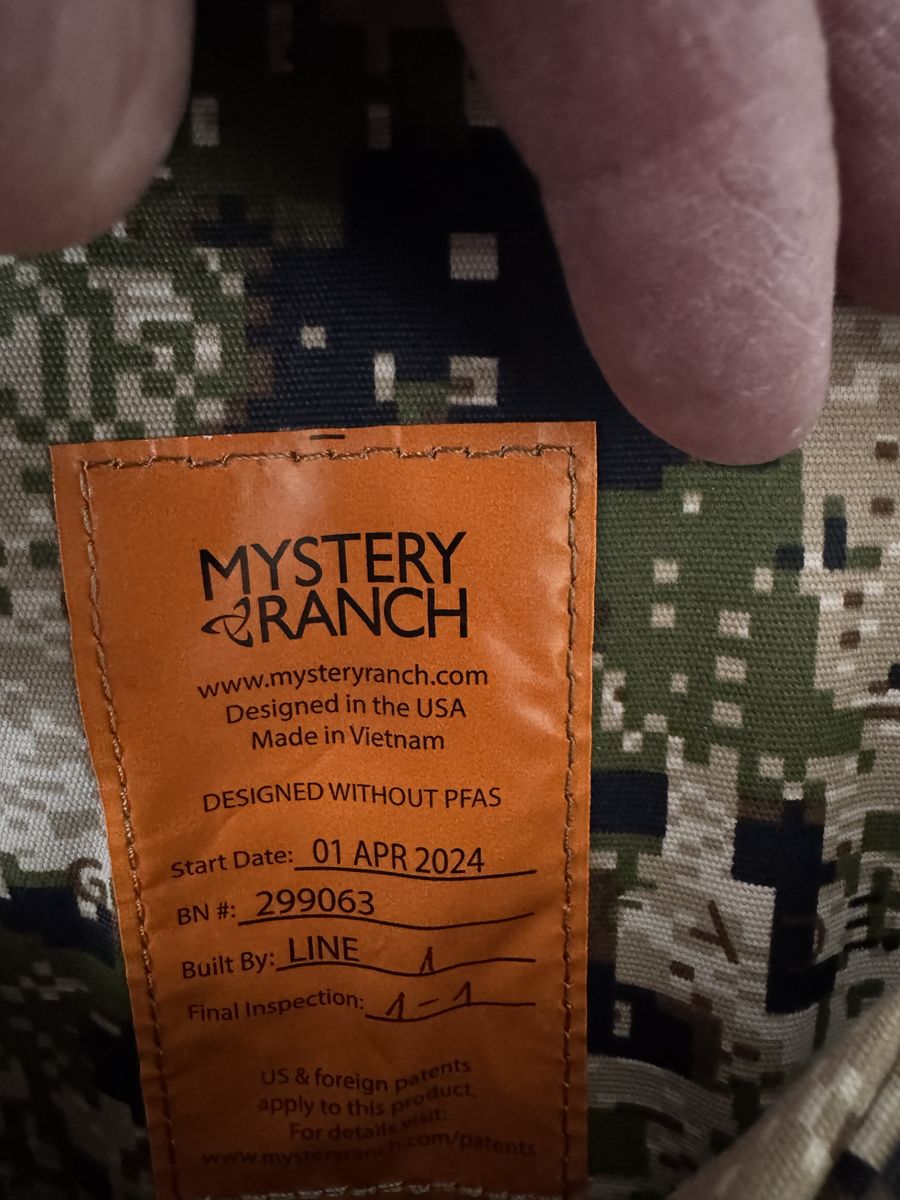 MYSTERY
RANCH
www.mysteryranch.com
Designed in the USA
Made in Vietnam
DESIGNED WITHOUT PFAS
Start Date: 01 APR 2024
BN #: 299063
Built By: LINE 1
Final Inspection: 1-1
US & foreign patents
apply to this product,
For details visit:
www.mysteryranch.com/patents